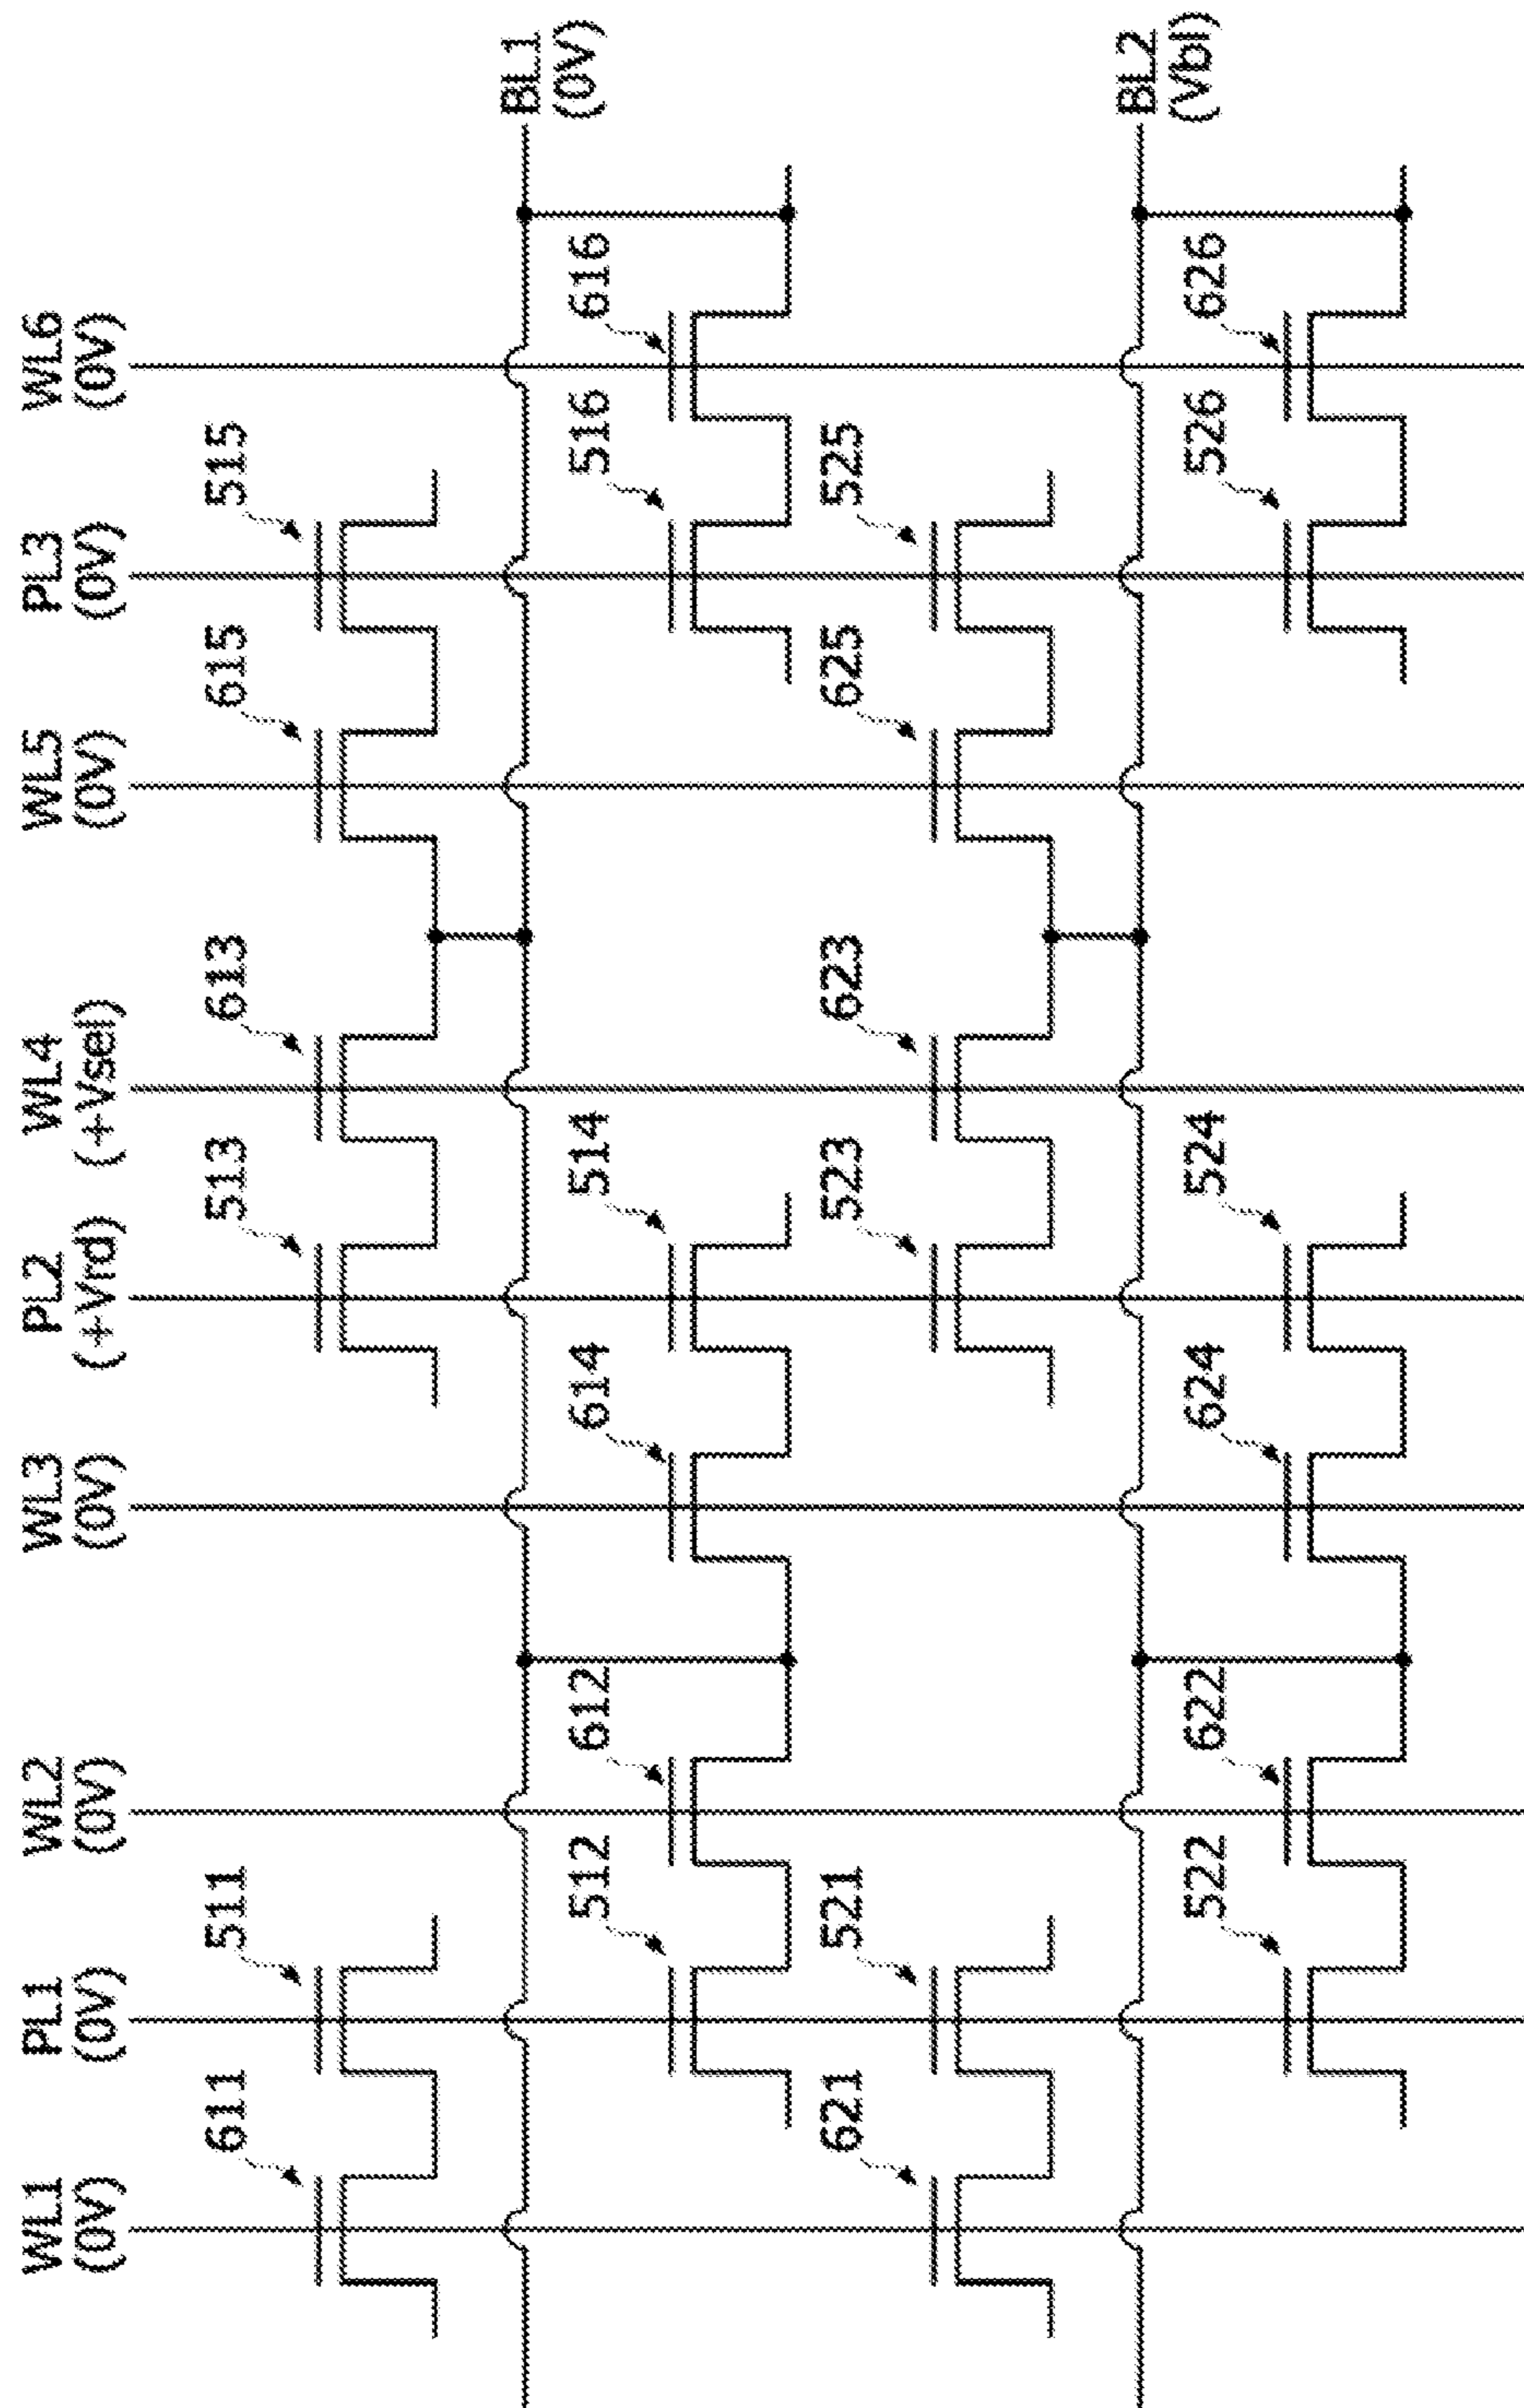 WL1
(0V)
PL1
(0V)
WL2
(0V)
WL3
(0V)
PL2
(+Vrd)
WL4
(+Vsel)
WL5
(0V)
PL3
(0V)
WL6
(0V)
611
511
513
613
615
515
BL1
(0V)
512
612
614
514
516
616
621
521
523
623
625
525
BL2
(Vbl)
522
622
624
524
526
626